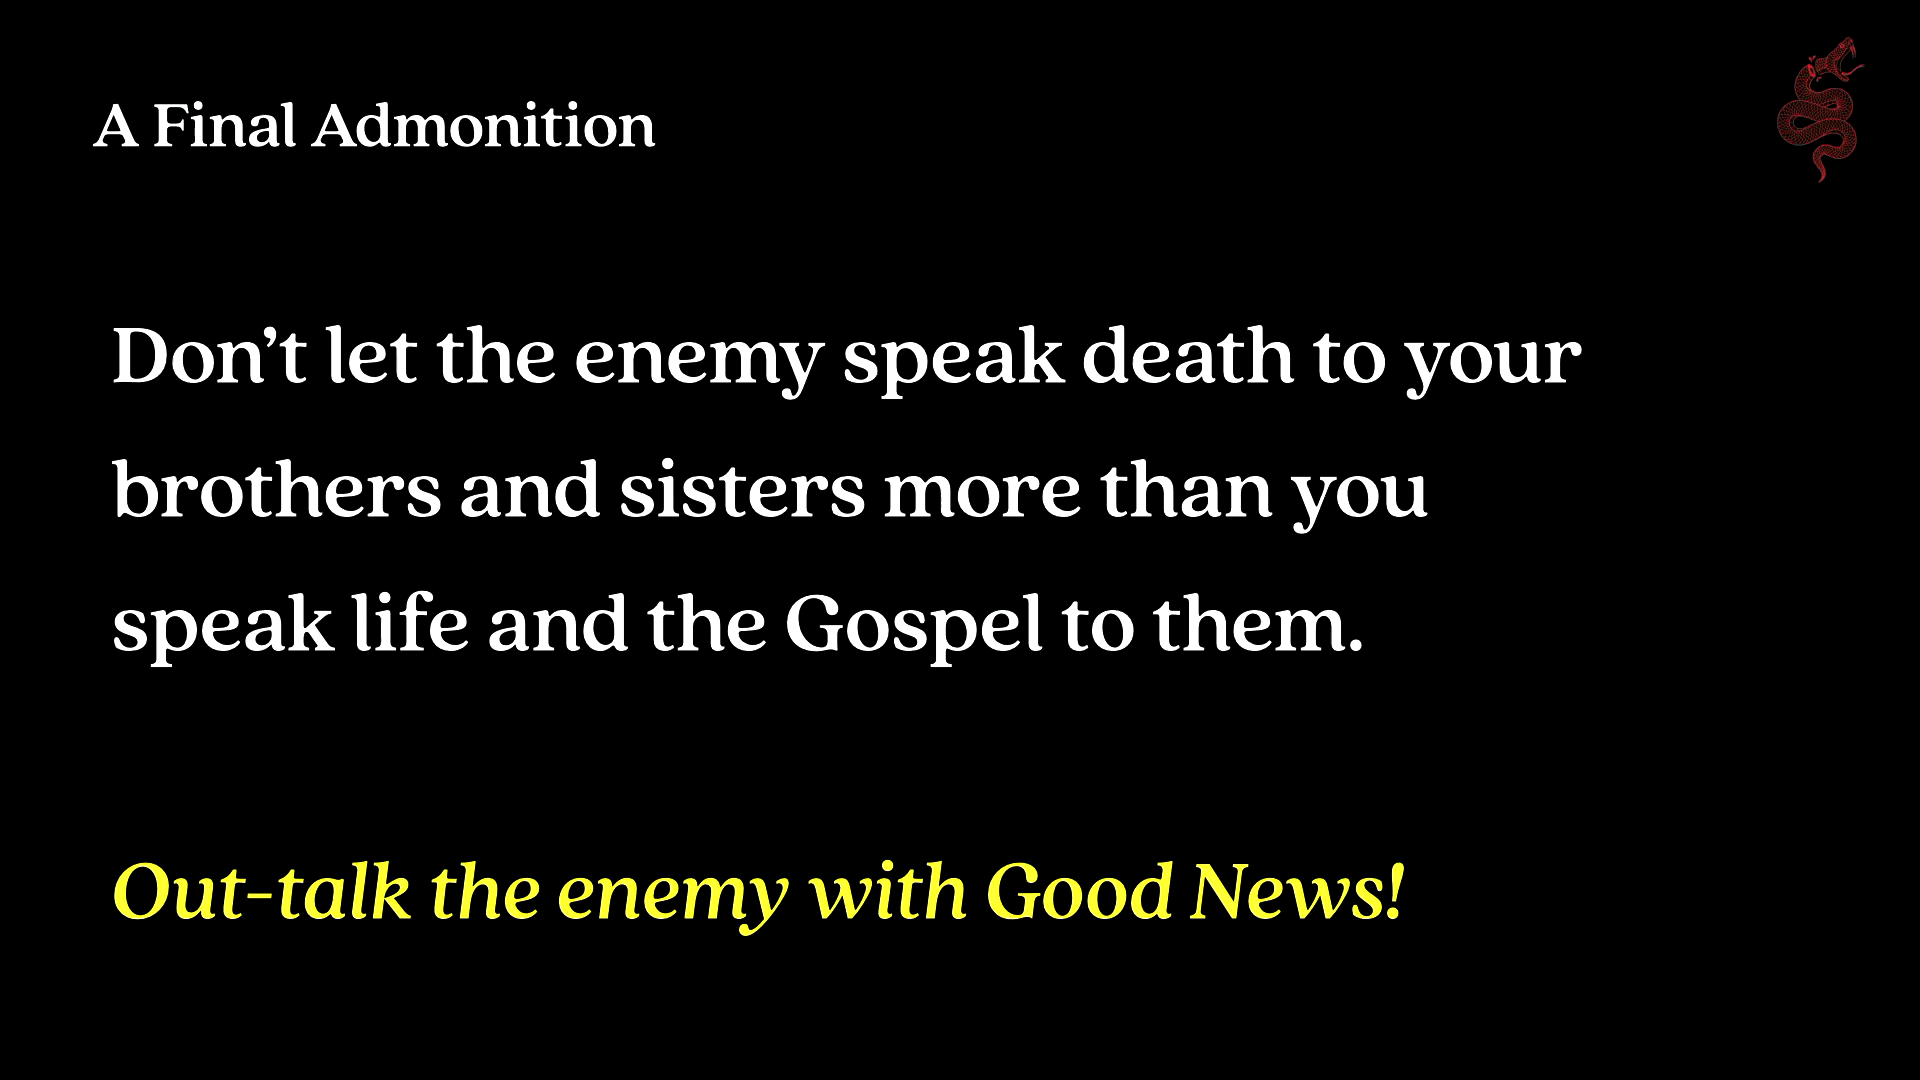 A Final Admonition
Don’t let the enemy speak death to your
brothers and sisters more than you
speak life and the Gospel to them.
Out-talk the enemy with Good News!